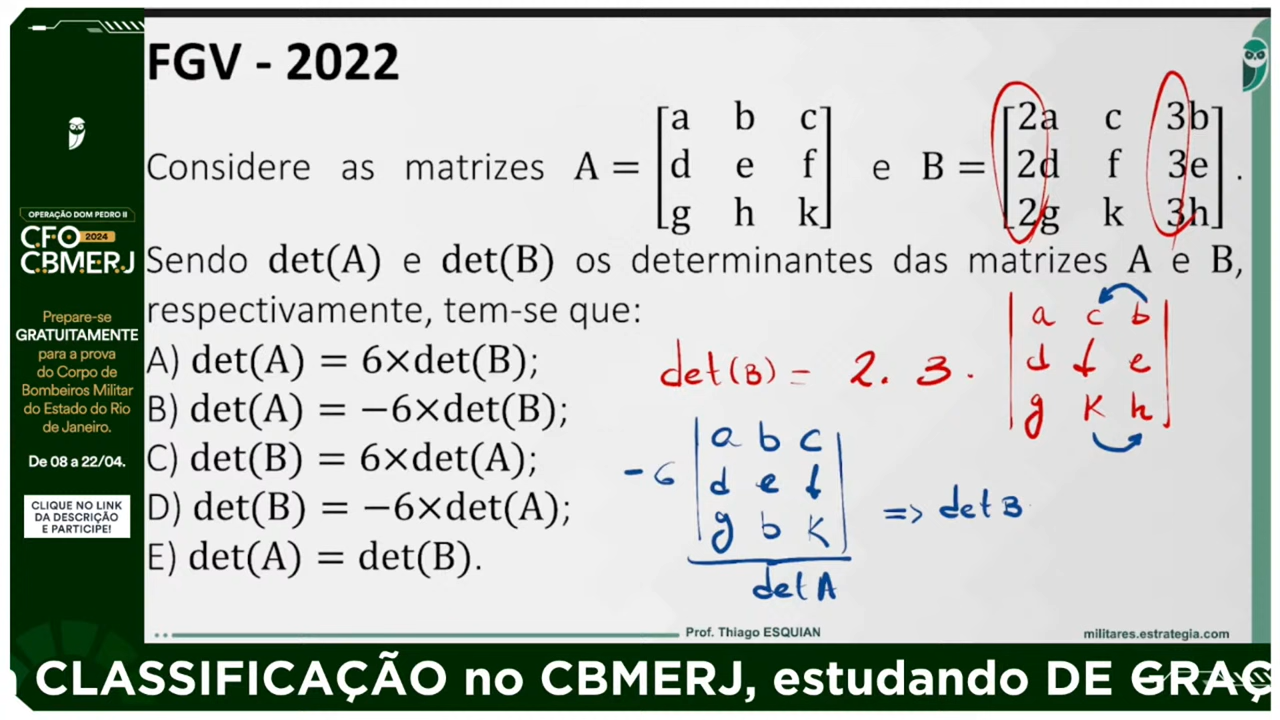 FGV - 2022
Considere as matrizes A = [a b c
d e f
g h k] e B = [2a c 3b
2d f 3e
2g k 3h].
Sendo det(A) e det(B) os determinantes das matrizes A e B,
respectivamente, tem-se que:
A) det(A) = 6×det(B);
B) det(A) = −6×det(B);
C) det(B) = 6×det(A);
D) det(B) = −6×det(A);
E) det(A) = det(B).
det(B) = 2. 3. | a c b |
| d f e |
| g k h |
-6 | a b c |
| d e f |
| g b k |
det A
=> det B
OPERAÇÃO DOM PEDRO II
CFO 2024
CBMERJ
Prepare-se
GRATUITAMENTE
para a prova
do Corpo de
Bombeiros Militar
do Estado do Rio
de Janeiro.
De 08 a 22/04.
CLIQUE NO LINK
DA DESCRIÇÃO
E PARTICIPE!
Prof. Thiago ESQUIAN
militares.estrategia.com
CLASSIFICAÇÃO no CBMERJ, estudando DE GRAÇ